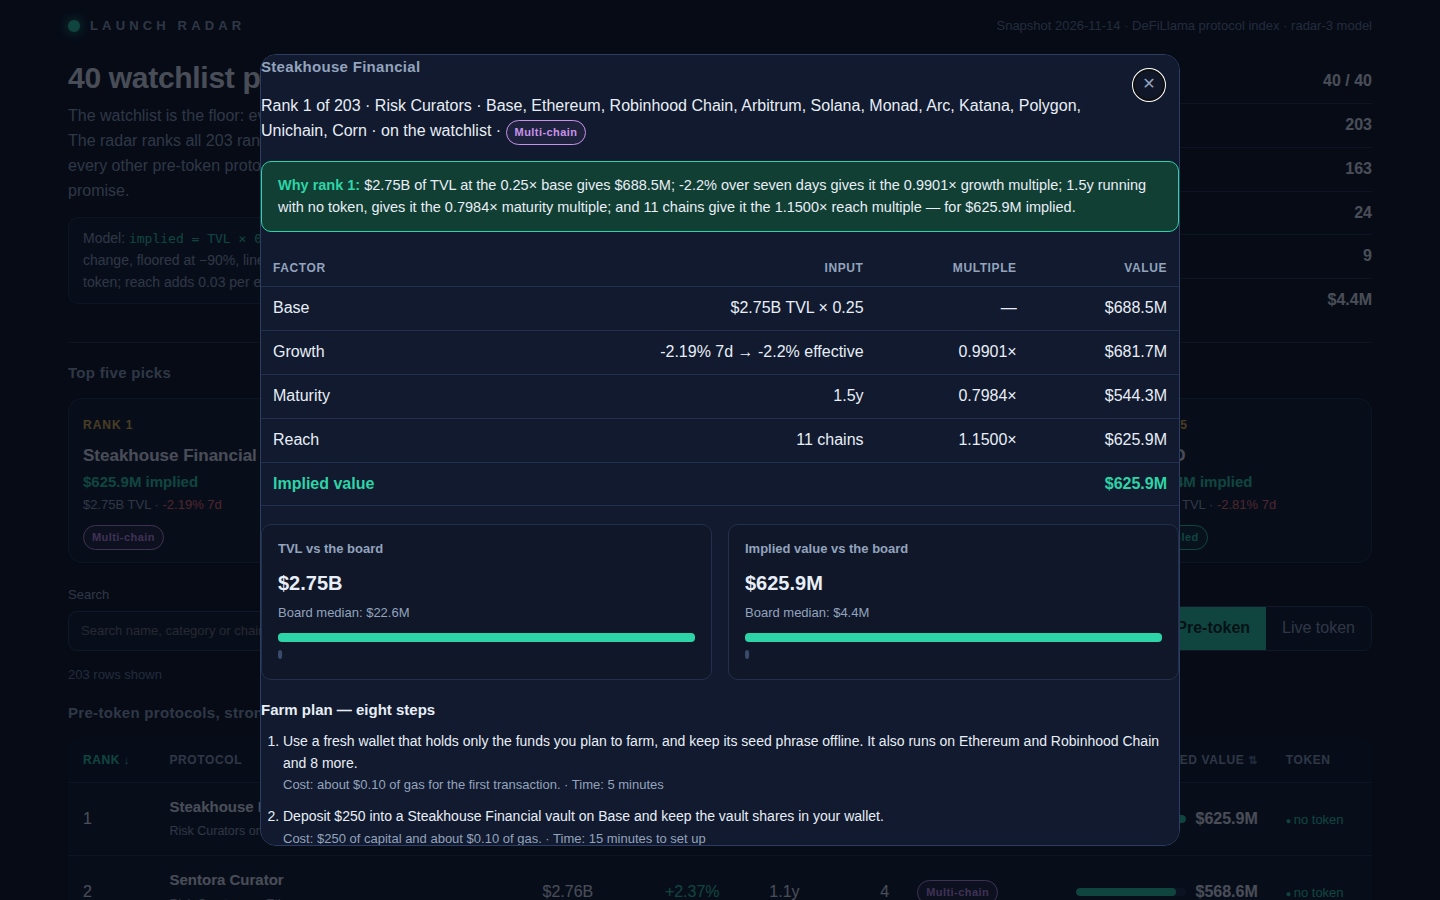 LAUNCH RADAR
Snapshot 2026-11-14 · DeFiLlama protocol index · radar-3 model
40 watchlist p
The watchlist is the floor: ev
The radar ranks all 203 ran
every other pre-token proto
promise.
Model: implied = TVL × 0
change, floored at −90%, line
token; reach adds 0.03 per e
40 / 40
203
163
24
9
$4.4M
Top five picks
RANK 1
Steakhouse Financial
$625.9M implied
$2.75B TVL · -2.19% 7d
Multi-chain
5
M implied
TVL · -2.81% 7d
led
Search
Search name, category or chain
Pre-token
Live token
203 rows shown
Pre-token protocols, stron
RANK ↓
PROTOCOL
ED VALUE ⇅
TOKEN
1
Steakhouse
Risk Curators on
$625.9M
• no token
2
Sentora Curator
$2.76B
+2.37%
1.1y
4
Multi-chain
$568.6M
• no token
Steakhouse Financial
×
Rank 1 of 203 · Risk Curators · Base, Ethereum, Robinhood Chain, Arbitrum, Solana, Monad, Arc, Katana, Polygon,
Unichain, Corn · on the watchlist · Multi-chain
Why rank 1: $2.75B of TVL at the 0.25× base gives $688.5M; -2.2% over seven days gives it the 0.9901× growth multiple; 1.5y running
with no token, gives it the 0.7984× maturity multiple; and 11 chains give it the 1.1500× reach multiple — for $625.9M implied.
FACTOR INPUT MULTIPLE VALUE
Base $2.75B TVL × 0.25 — $688.5M
Growth -2.19% 7d → -2.2% effective 0.9901× $681.7M
Maturity 1.5y 0.7984× $544.3M
Reach 11 chains 1.1500× $625.9M
Implied value $625.9M
TVL vs the board
$2.75B
Board median: $22.6M
Implied value vs the board
$625.9M
Board median: $4.4M
Farm plan — eight steps
1. Use a fresh wallet that holds only the funds you plan to farm, and keep its seed phrase offline. It also runs on Ethereum and Robinhood Chain
and 8 more.
Cost: about $0.10 of gas for the first transaction. · Time: 5 minutes
2. Deposit $250 into a Steakhouse Financial vault on Base and keep the vault shares in your wallet.
Cost: $250 of capital and about $0.10 of gas. · Time: 15 minutes to set up